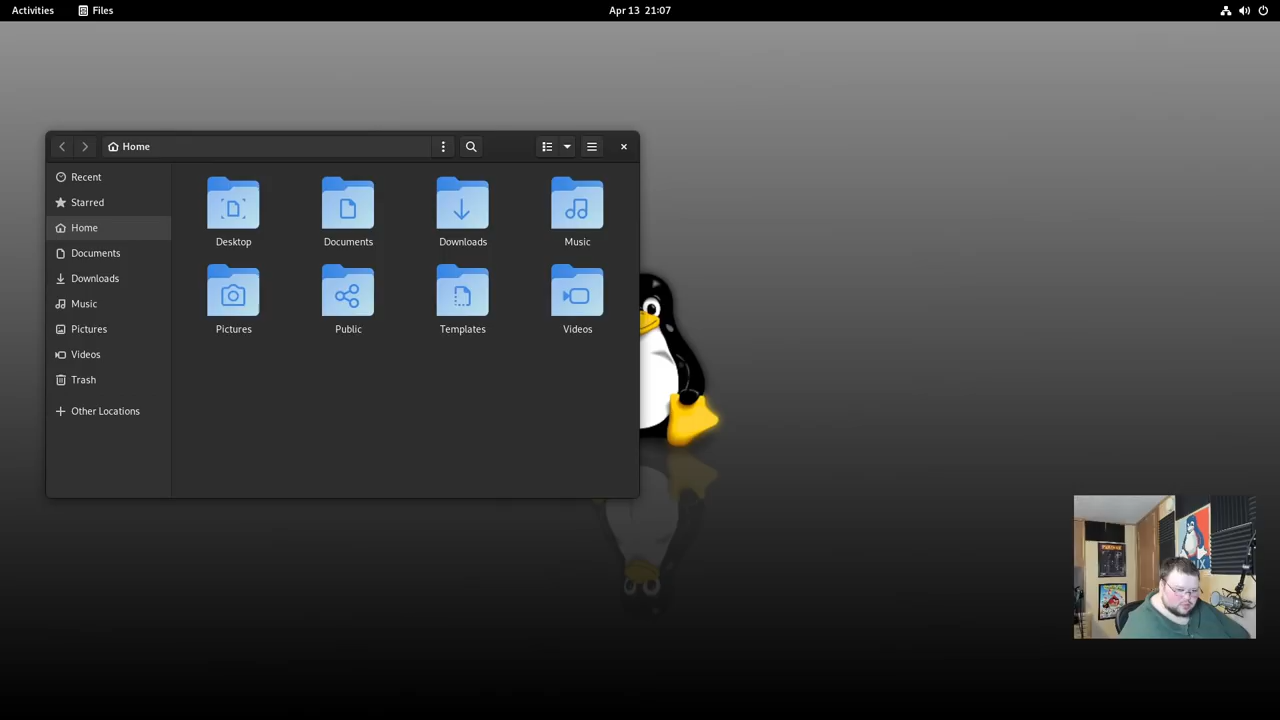 Activities Files Apr 13 21:07
Home
Recent
Starred
Home
Documents
Downloads
Music
Pictures
Videos
Trash
Other Locations
Desktop Documents Downloads Music
Pictures Public Templates Videos